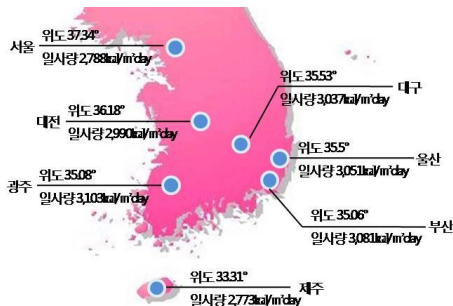 서울
위도 37.34°
일사량 2,788kcal/m²day
위도 35.53°
일사량 3,037kcal/m²day
대구
대전
위도 36.18°
일사량 2,990kcal/m²day
위도 35.5°
일사량 3,051kcal/m²day
울산
광주
위도 35.08°
일사량 3,103kcal/m²day
위도 35.06°
일사량 3,081kcal/m²day
부산
위도 33.31°
일사량 2,773kcal/m²day
제주